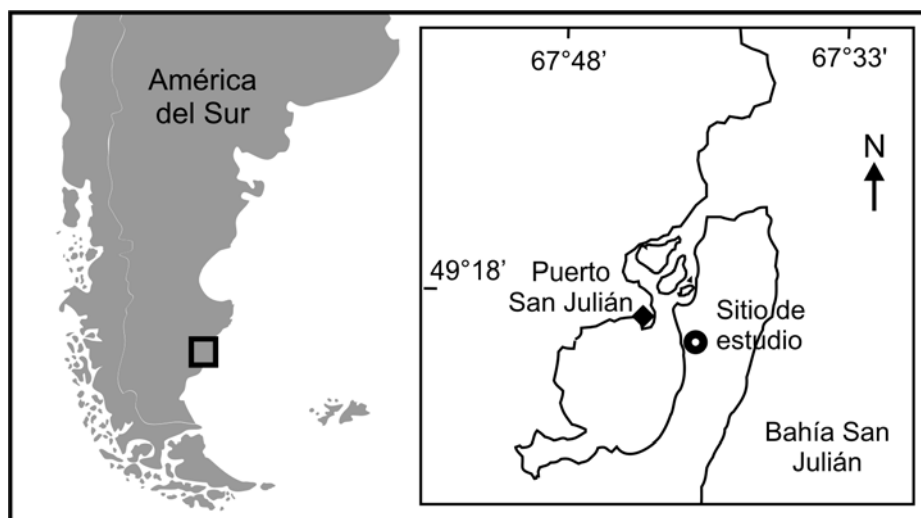 América
del Sur
67°48’
67°33'
N
49°18’
Puerto
San Julián
Sitio de
estudio
Bahía San
Julián